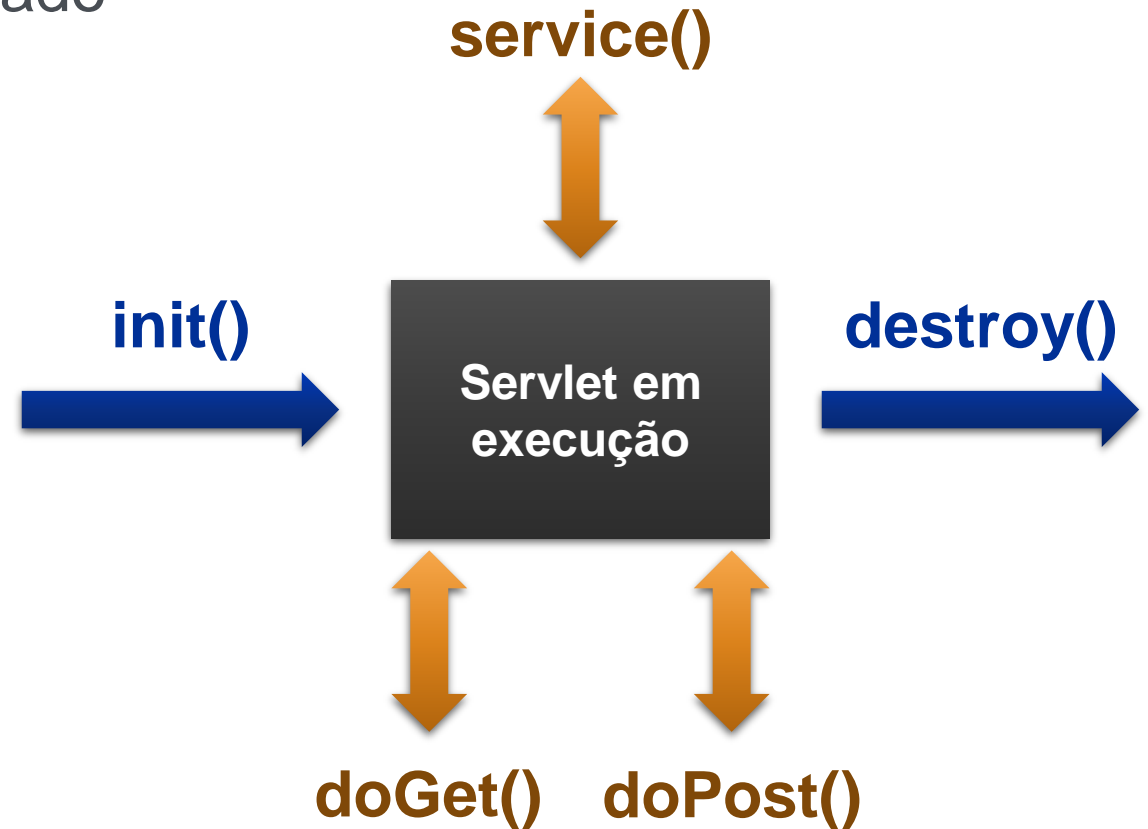 service()
init()
destroy()
Servlet em
execução
doGet()
doPost()